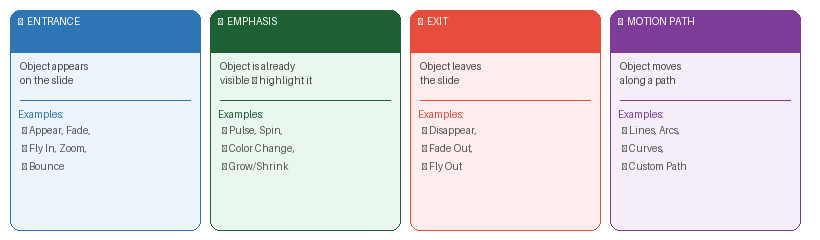 ENTRANCE
Object appears
on the slide
Examples:
Appear, Fade,
Fly In, Zoom,
Bounce
EMPHASIS
Object is already
visible highlight it
Examples:
Pulse, Spin,
Color Change,
Grow/Shrink
EXIT
Object leaves
the slide
Examples:
Disappear,
Fade Out,
Fly Out
MOTION PATH
Object moves
along a path
Examples:
Lines, Arcs,
Curves,
Custom Path